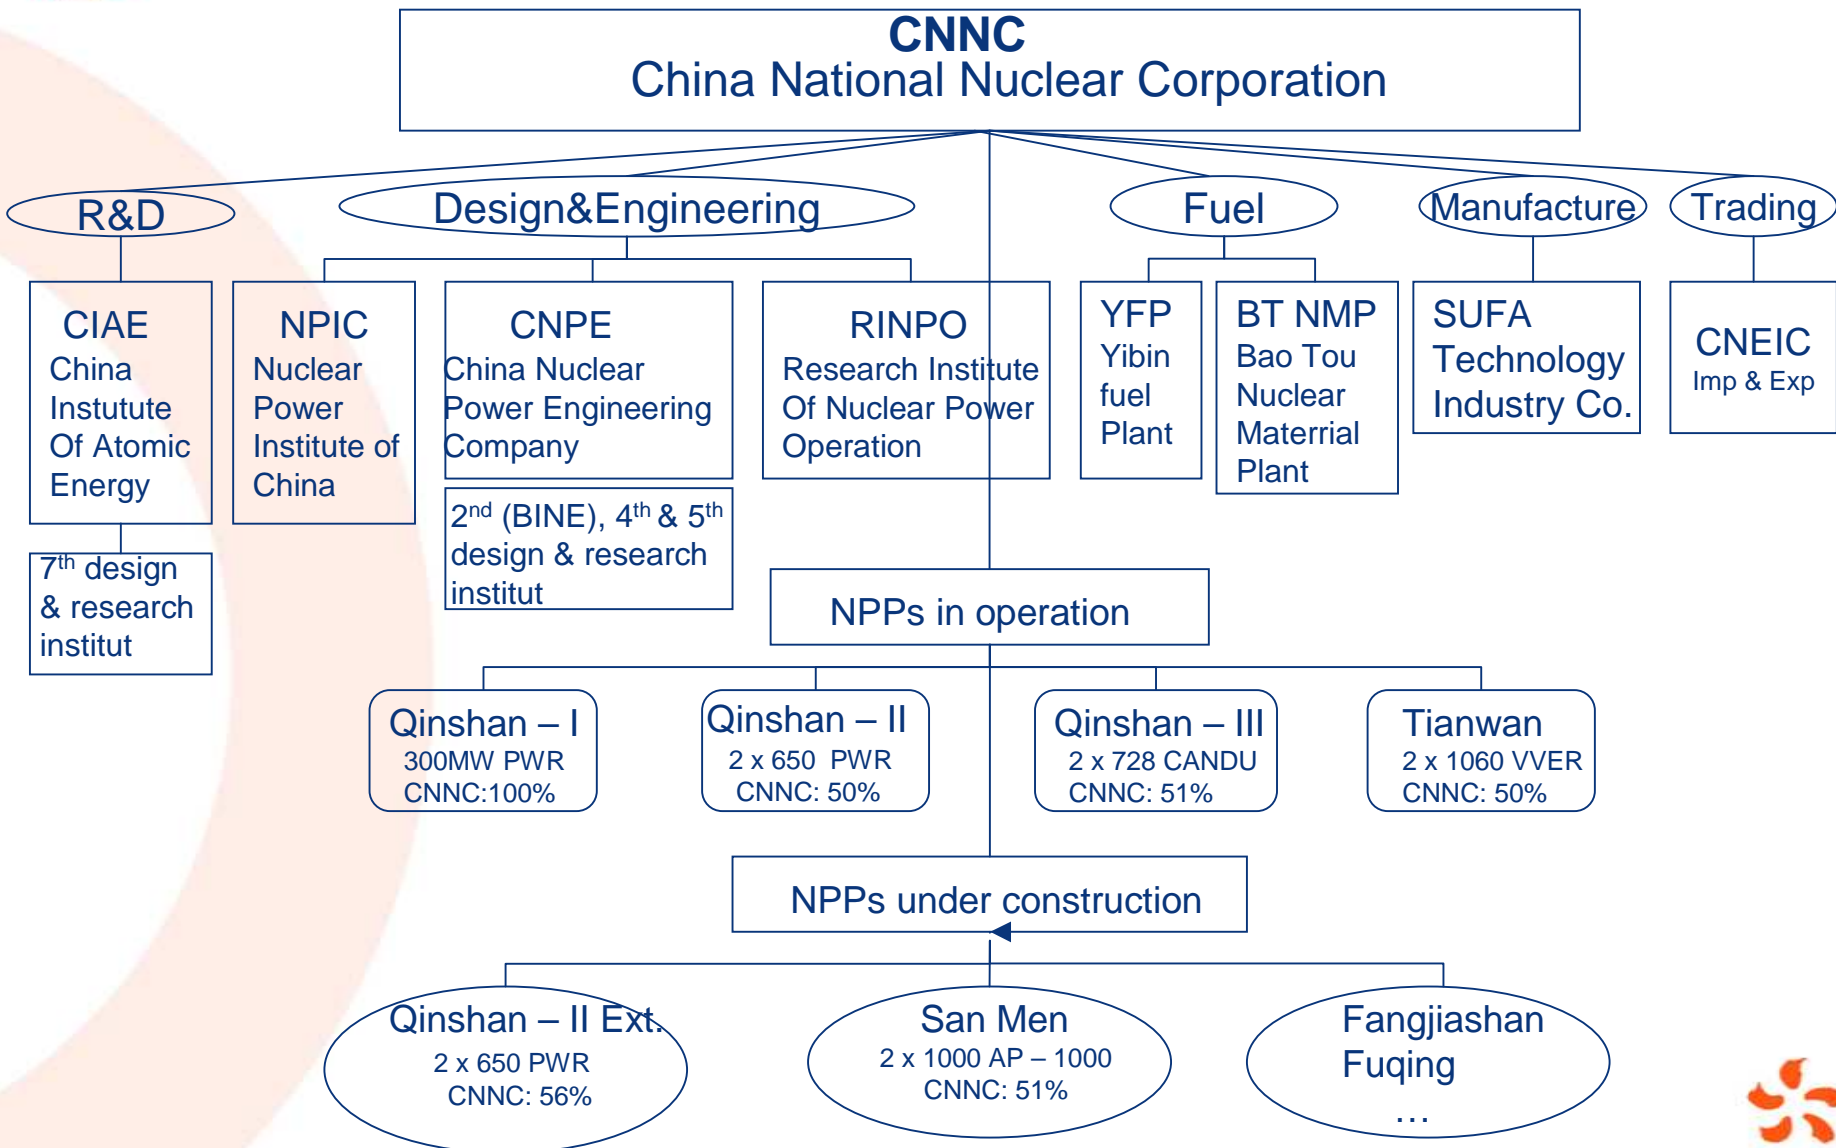 CNNC
China National Nuclear Corporation
R&D
Design&Engineering
Fuel
Manufacture
Trading
CIAE
China
Instutute
Of Atomic
Energy
7th design
& research
institut
NPIC
Nuclear
Power
Institute of
China
CNPE
China Nuclear
Power Engineering
Company
2nd (BINE), 4th & 5th
design & research
institut
RINPO
Research Institute
Of Nuclear Power
Operation
YFP
Yibin
fuel
Plant
BT NMP
Bao Tou
Nuclear
Materrial
Plant
SUFA
Technology
Industry Co.
CNEIC
Imp & Exp
NPPs in operation
Qinshan – I
300MW PWR
CNNC:100%
Qinshan – II
2 x 650 PWR
CNNC: 50%
Qinshan – III
2 x 728 CANDU
CNNC: 51%
Tianwan
2 x 1060 VVER
CNNC: 50%
NPPs under construction
Qinshan – II Ext.
2 x 650 PWR
CNNC: 56%
San Men
2 x 1000 AP – 1000
CNNC: 51%
Fangjiashan
Fuqing
…